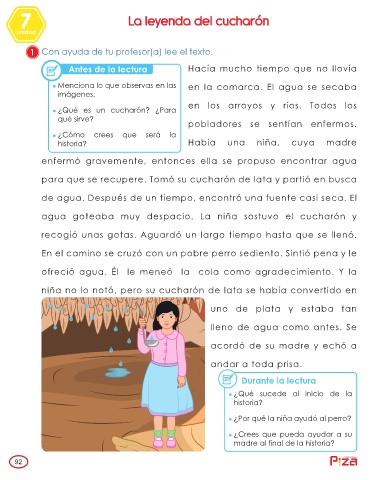 7
unidad
La leyenda del cucharón
1 Con ayuda de tu profesor(a) lee el texto.
Antes de la lectura
Menciona lo que observas en las
imágenes.
¿Qué es un cucharón? ¿Para
qué sirve?
¿Cómo crees que será la
historia?
Hacía mucho tiempo que no llovía
en la comarca. El agua se secaba
en los arroyos y ríos. Todos los
pobladores se sentían enfermos.
Había una niña, cuya madre
enfermó gravemente, entonces ella se propuso encontrar agua
para que se recupere. Tomó su cucharón de lata y partió en busca
de agua. Después de un tiempo, encontró una fuente casi seca. El
agua goteaba muy despacio. La niña sostuvo el cucharón y
recogió unas gotas. Aguardó un largo tiempo hasta que se llenó.
En el camino se cruzó con un pobre perro sediento. Sintió pena y le
ofreció agua. Él le meneó la cola como agradecimiento. Y la
niña no lo notó, pero su cucharón de lata se había convertido en
uno de plata y estaba tan
lleno de agua como antes. Se
acordó de su madre y echó a
andar a toda prisa.
Durante la lectura
¿Qué sucede al inicio de la
historia?
¿Por qué la niña ayudó al perro?
¿Crees que pueda ayudar a su
madre al final de la historia?
92